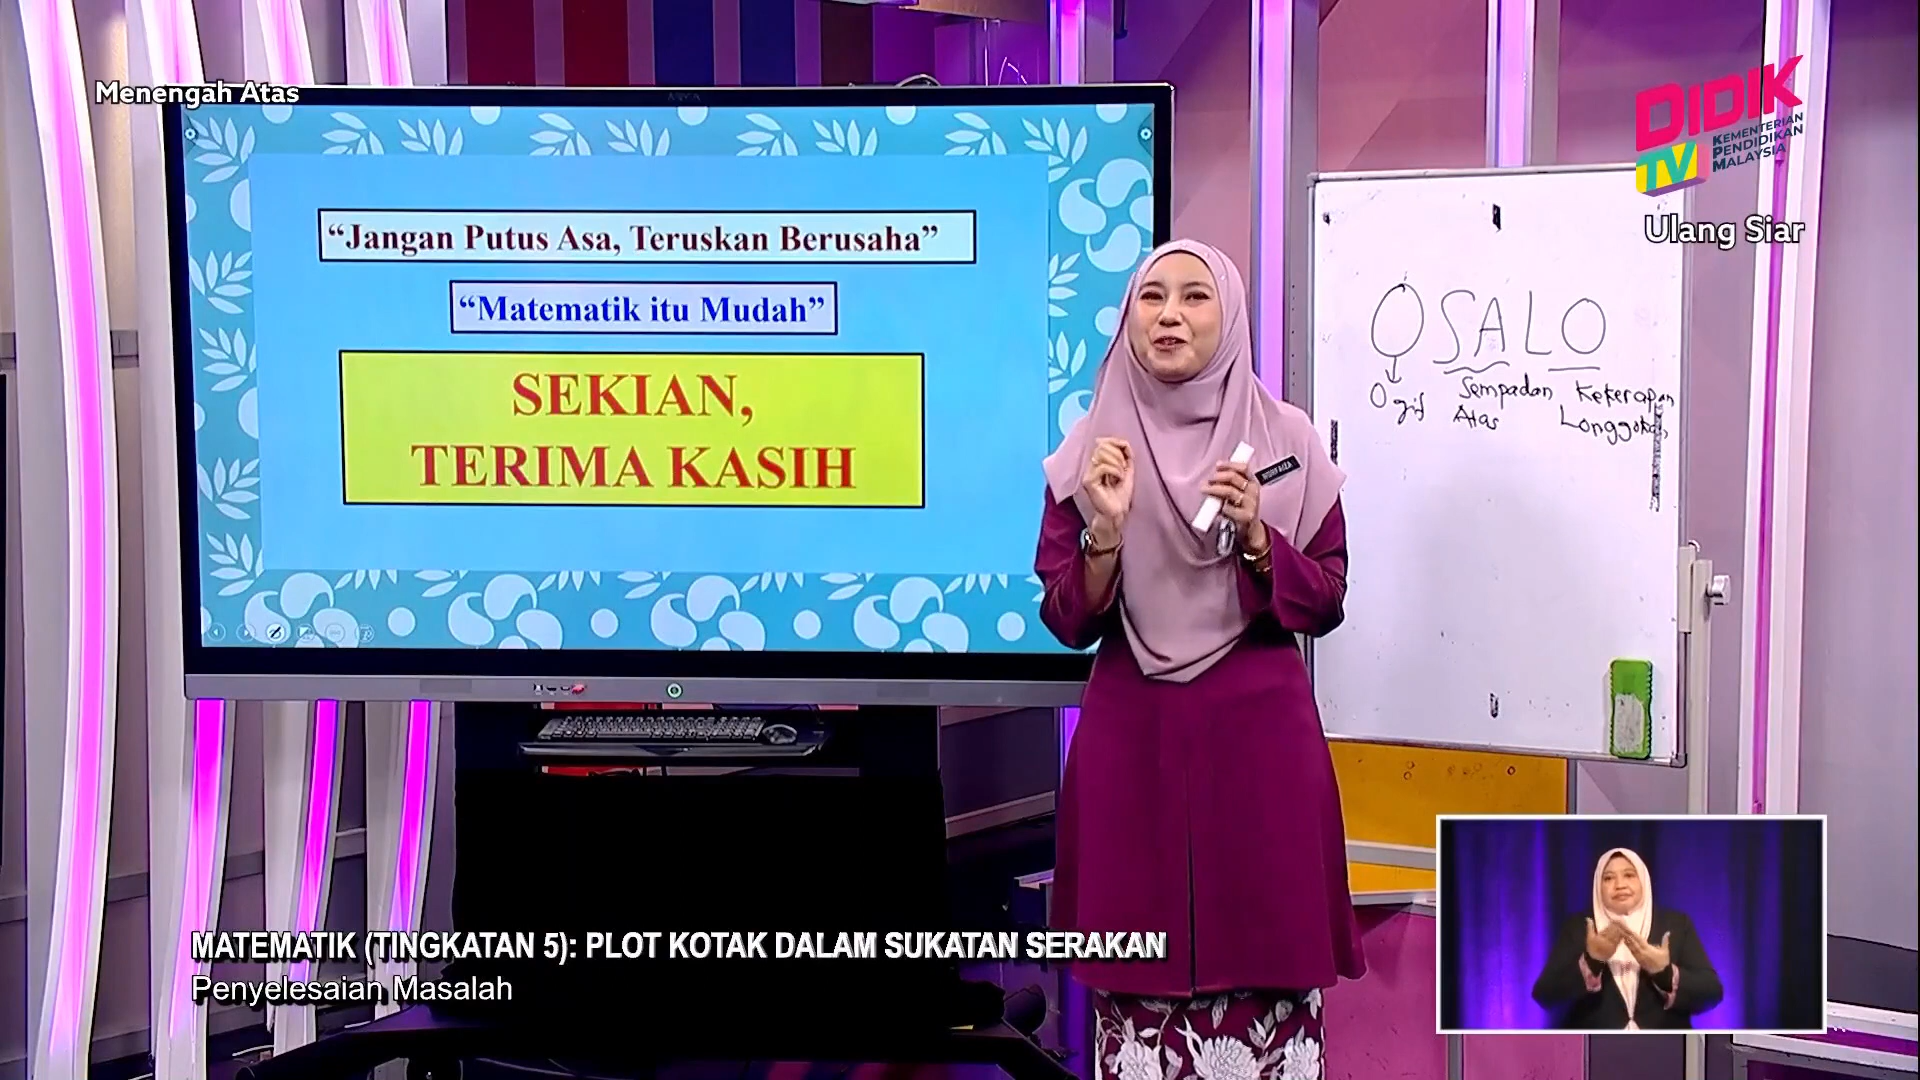 Menengah Atas
DIDIK
TV
KEMENTERIAN
PENDIDIKAN
MALAYSIA
Ulang Siar
“Jangan Putus Asa, Teruskan Berusaha”
“Matematik itu Mudah”
SEKIAN,
TERIMA KASIH
OSALO
Ogif Sempadan Kekerapan
Atas Longgokan
MATEMATIK (TINGKATAN 5): PLOT KOTAK DALAM SUKATAN SERAKAN
Penyelesaian Masalah